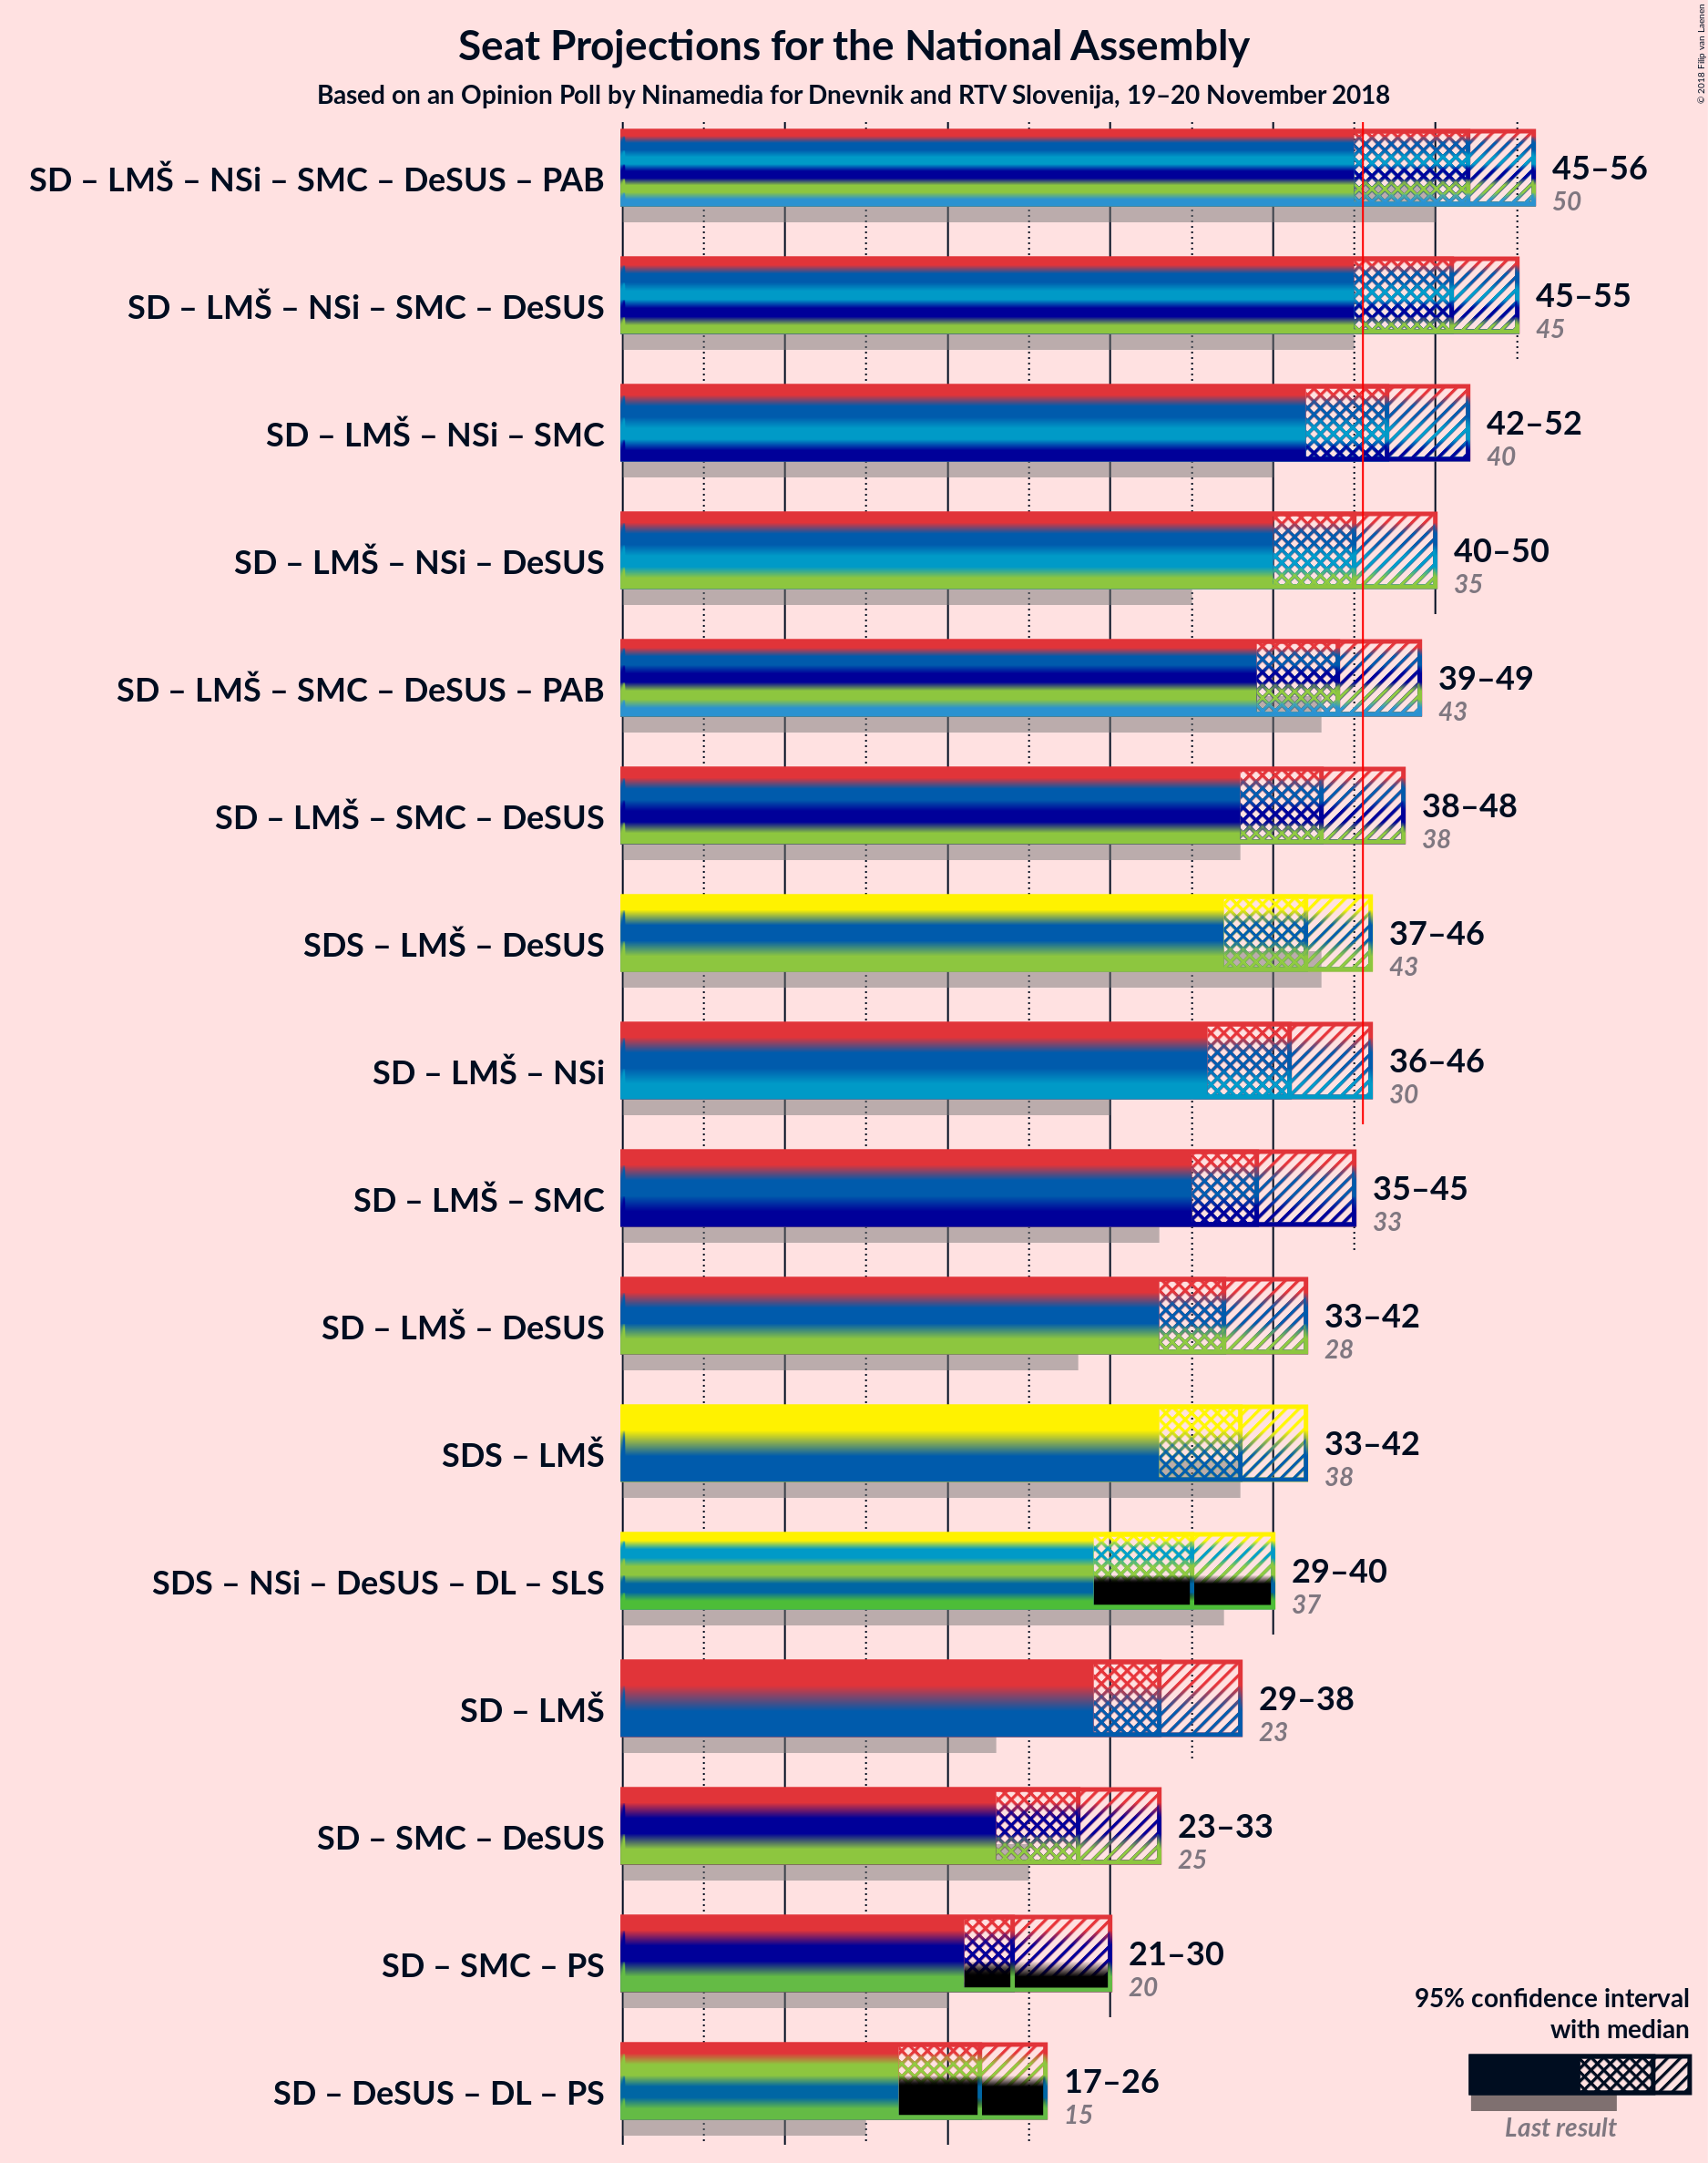 Seat Projections for the National Assembly
Based on an Opinion Poll by Ninamedia for Dnevnik and RTV Slovenija, 19–20 November 2018
© 2018 Filip van Laenen
SD – LMŠ – NSi – SMC – DeSUS – PAB
45–56
50
SD – LMŠ – NSi – SMC – DeSUS
45–55
45
SD – LMŠ – NSi – SMC
42–52
40
SD – LMŠ – NSi – DeSUS
40–50
35
SD – LMŠ – SMC – DeSUS – PAB
39–49
43
SD – LMŠ – SMC – DeSUS
38–48
38
SDS – LMŠ – DeSUS
37–46
43
SD – LMŠ – NSi
36–46
30
SD – LMŠ – SMC
35–45
33
SD – LMŠ – DeSUS
33–42
28
SDS – LMŠ
33–42
38
SDS – NSi – DeSUS – DL – SLS
29–40
37
SD – LMŠ
29–38
23
SD – SMC – DeSUS
23–33
25
SD – SMC – PS
21–30
20
SD – DeSUS – DL – PS
17–26
15
95% confidence interval
with median
Last result